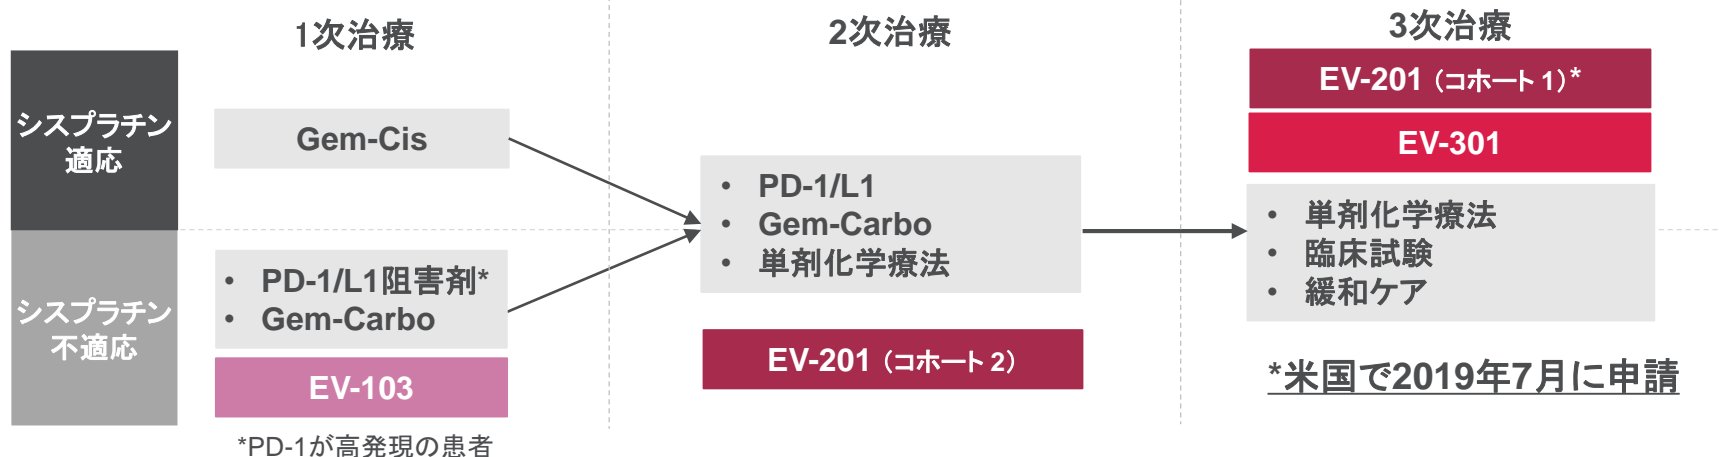 1次治療
2次治療
3次治療
シスプラチン
適応
Gem-Cis
シスプラチン
不適応
• PD-1/L1阻害剤*
• Gem-Carbo
EV-103
*PD-1が高発現の患者
• PD-1/L1
• Gem-Carbo
• 単剤化学療法
EV-201（コホート 2）
EV-201（コホート 1）*
EV-301
• 単剤化学療法
• 臨床試験
• 緩和ケア
*米国で2019年7月に申請